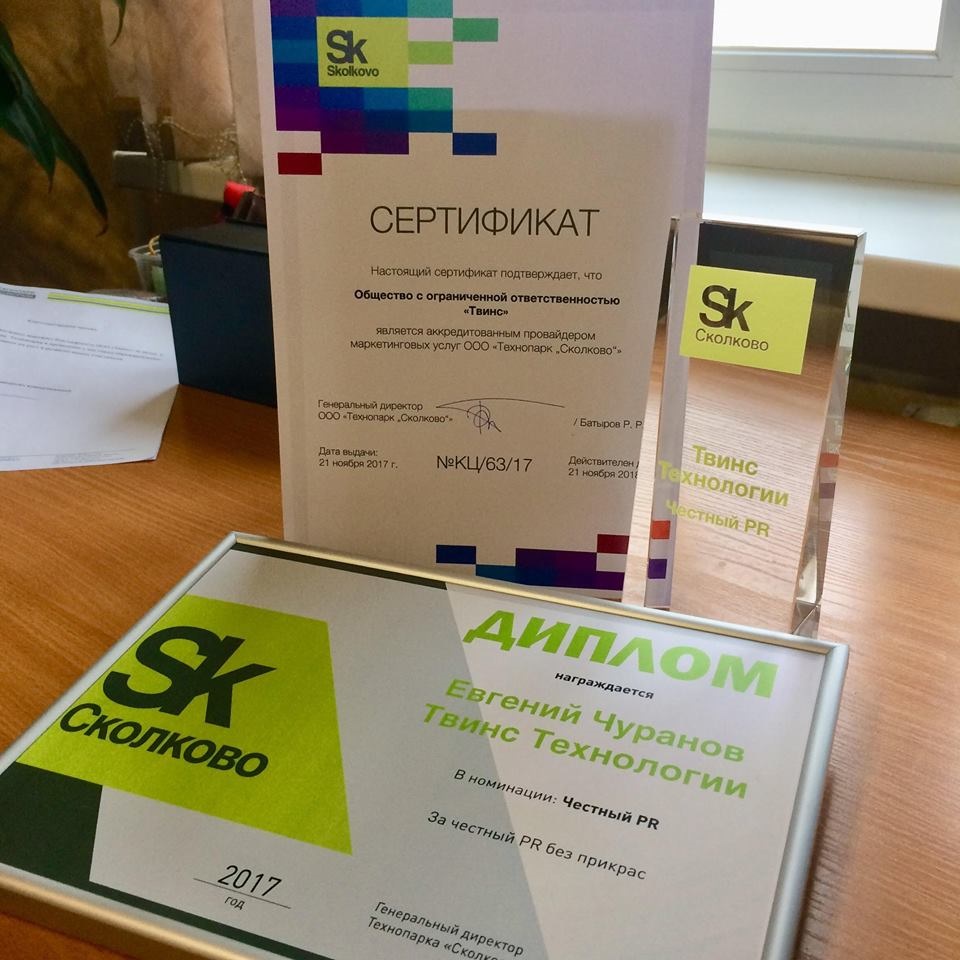 Sk
Skolkovo
СЕРТИФИКАТ
Настоящий сертификат подтверждает, что
Общество с ограниченной ответственностью
«Твинс»
является аккредитованным провайдером
маркетинговых услуг ООО «Технопарк „Сколково“»
Генеральный директор
ООО «Технопарк „Сколково“»
/ Батыров Р. Р.
Дата выдачи:
21 ноября 2017 г.
№КЦ/63/17
Действителен
21 ноября 2018
Sk
Сколково
Твинс
Технологии
Честный PR
Sk
Сколково
2017
год
ДИПЛОМ
награждается
Евгений Чуранов
Твинс Технологии
В номинации: Честный PR
За честный PR без прикрас
Генеральный директор
Технопарка «Сколково